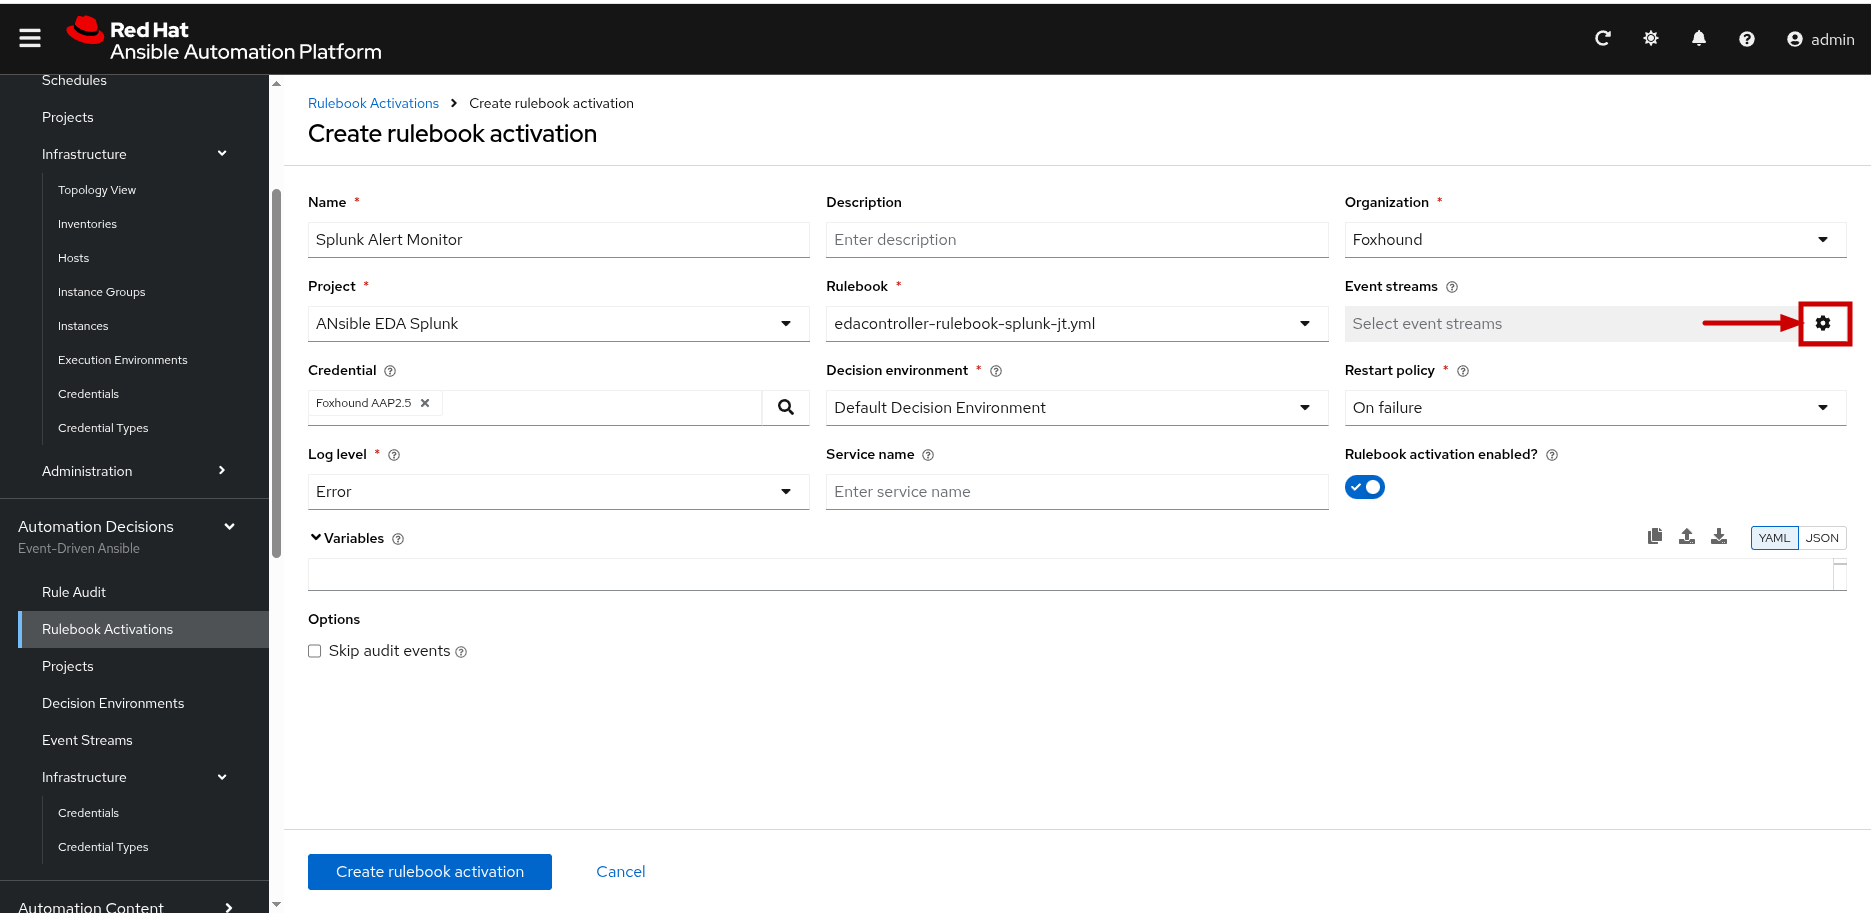 Red Hat
Ansible Automation Platform
admin
Schedules
Projects
Infrastructure
Topology View
Inventories
Hosts
Instance Groups
Instances
Execution Environments
Credentials
Credential Types
Administration
Automation Decisions
Event-Driven Ansible
Rule Audit
Rulebook Activations
Projects
Decision Environments
Event Streams
Infrastructure
Credentials
Credential Types
Automation Content
Rulebook Activations > Create rulebook activation
Create rulebook activation
Name * Description Organization *
Splunk Alert Monitor Enter description Foxhound
Project * Rulebook * Event streams
ANsible EDA Splunk edacontroller-rulebook-splunk-jt.yml Select event streams
Credential Decision environment * Restart policy *
Foxhound AAP2.5 Default Decision Environment On failure
Log level * Service name Rulebook activation enabled?
Error Enter service name
Variables YAML JSON
Options
Skip audit events
Create rulebook activation Cancel